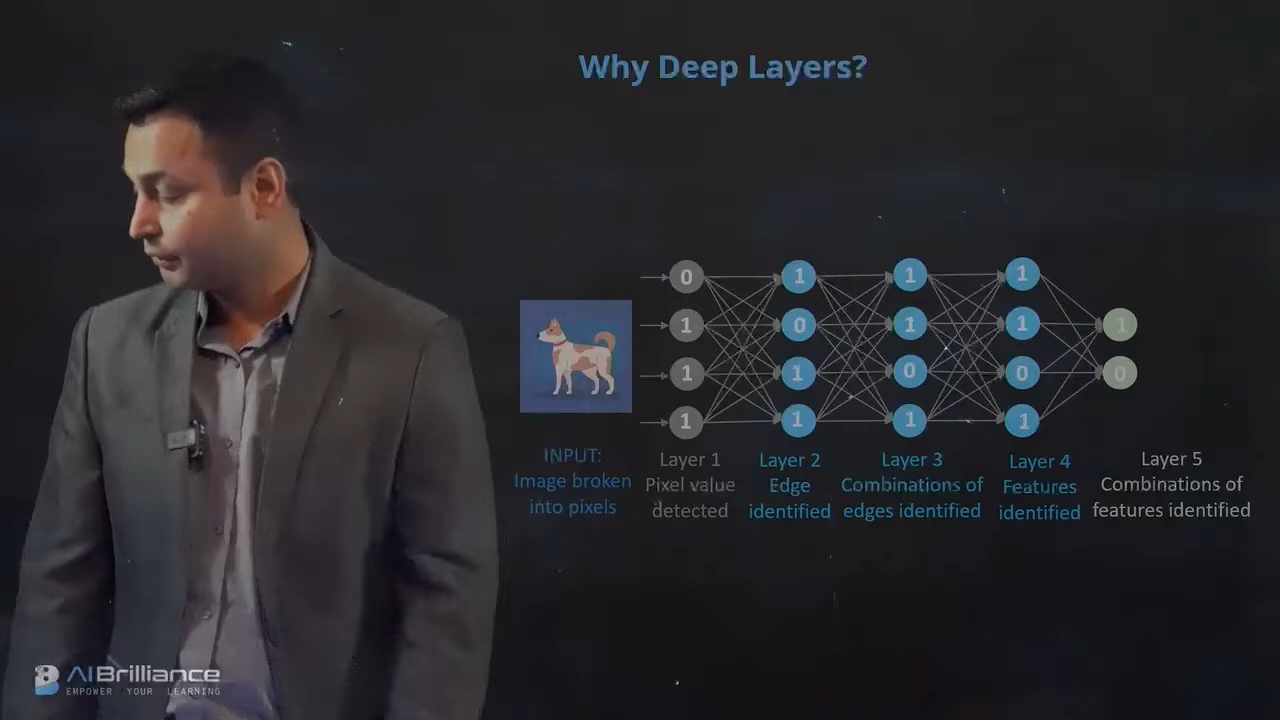 Why Deep Layers?
0
1
1
1
1
0
1
1
1
1
0
1
1
1
0
1
1
0
INPUT:
Image broken
into pixels
Layer 1
Pixel value
detected
Layer 2
Edge
identified
Layer 3
Combinations of
edges identified
Layer 4
Features
identified
Layer 5
Combinations of
features identified
AIBrilliance
EMPOWER YOUR LEARNING